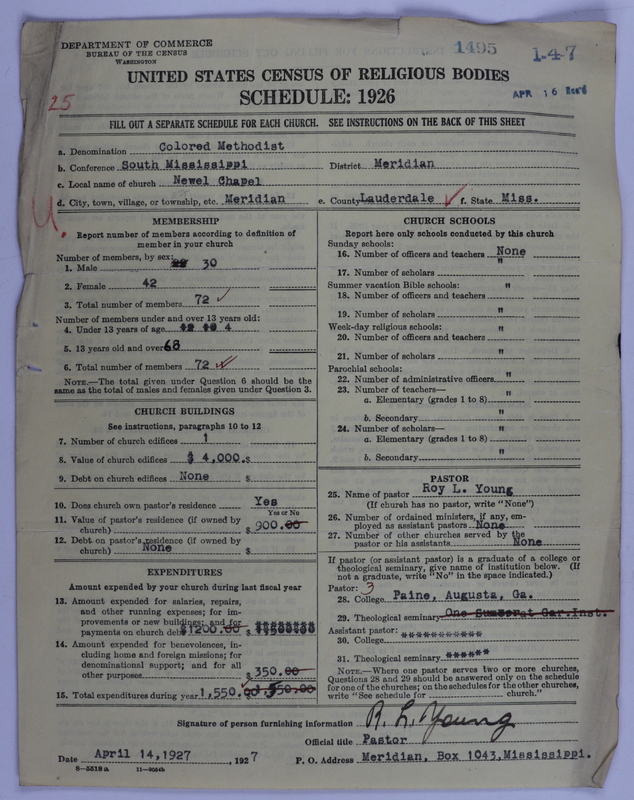 DEPARTMENT OF COMMERCE
BUREAU OF THE CENSUS
WASHINGTON
1495
1-47
UNITED STATES CENSUS OF RELIGIOUS BODIES
SCHEDULE: 1926
APR 16 Rec'd
25
FILL OUT A SEPARATE SCHEDULE FOR EACH CHURCH. SEE INSTRUCTIONS ON THE BACK OF THIS SHEET
a. Denomination Colored Methodist
b. Conference South Mississippi District Meridian
c. Local name of church Newel Chapel
d. City, town, village, or township, etc. Meridian e. County Lauderdale f. State Miss.
MEMBERSHIP
Report number of members according to definition of
member in your church
Number of members, by sex:
1. Male 30
2. Female 42
3. Total number of members 72
Number of members under and over 13 years old:
4. Under 13 years of age 4
5. 13 years old and over 68
6. Total number of members 72
NOTE.—The total given under Question 6 should be the
same as the total of males and females given under Question 3.
CHURCH BUILDINGS
See instructions, paragraphs 10 to 12
7. Number of church edifices 1
8. Value of church edifices $ 4,000. $
9. Debt on church edifices None $
10. Does church own pastor's residence Yes
Yes or No
11. Value of pastor's residence (if owned by
church) $ 900.00
12. Debt on pastor's residence (if owned by
church) None $
EXPENDITURES
Amount expended by your church during last fiscal year
13. Amount expended for salaries, repairs,
and other running expenses; for im-
provements or new buildings; and for
payments on church debt $1200.00
14. Amount expended for benevolences, in-
cluding home and foreign missions; for
denominational support; and for all
other purposes $ 350.00
15. Total expenditures during year 1,550.00
CHURCH SCHOOLS
Report here only schools conducted by this church
Sunday schools:
16. Number of officers and teachers None
17. Number of scholars "
Summer vacation Bible schools: "
18. Number of officers and teachers
19. Number of scholars "
Week-day religious schools: "
20. Number of officers and teachers
21. Number of scholars "
Parochial schools: "
22. Number of administrative officers
23. Number of teachers—
a. Elementary (grades 1 to 8) "
b. Secondary "
24. Number of scholars—
a. Elementary (grades 1 to 8) "
b. Secondary "
PASTOR
25. Name of pastor Roy L. Young
(If church has no pastor, write "None")
26. Number of ordained ministers, if any, em-
ployed as assistant pastors None
27. Number of other churches served by the
pastor or his assistants None
If pastor (or assistant pastor) is a graduate of a college or
theological seminary, give name of institution below. (If
not a graduate, write "No" in the space indicated.)
Pastor: 3
28. College Paine, Augusta, Ga.
29. Theological seminary One Summer at Gar. Inst.
Assistant pastor:
30. College ************
31. Theological seminary ******
NOTE.—Where one pastor serves two or more churches,
Questions 28 and 29 should be answered only on the schedule
for one of the churches; on the schedules for the other churches,
write "See schedule for church."
Signature of person furnishing information R. L. Young
Official title Pastor
Date April 14, 1927, 1927 P. O. Address Meridian, Box 1043, Mississippi.
8—5518a 11—9054b